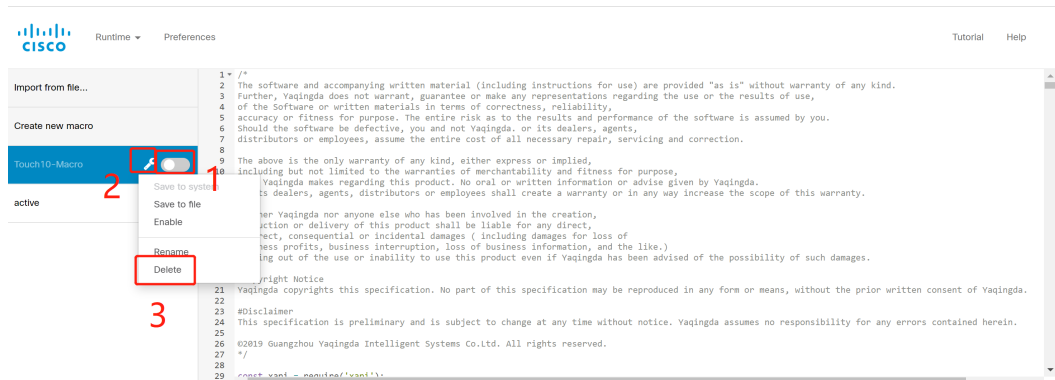 CISCO
Runtime
Preferences
Tutorial
Help
Import from file...
Create new macro
Touch10-Macro
active
1
2
3
Save to system
Save to file
Enable
Rename
Delete
1 /*
2 The software and accompanying written material (including instructions for use) are provided "as is" without warranty of any kind.
3 Further, Yaqingda does not warrant, guarantee or make any representations regarding the use or the results of use,
4 of the Software or written materials in terms of correctness, reliability,
5 accuracy or fitness for purpose. The entire risk as to the results and performance of the software is assumed by you.
6 Should the software be defective, you and not Yaqingda. or its dealers, agents,
7 distributors or employees, assume the entire cost of all necessary repair, servicing and correction.
8
9 The above is the only warranty of any kind, either express or implied,
10 including but not limited to the warranties of merchantability and fitness for purpose,
Yaqingda makes regarding this product. No oral or written information or advise given by Yaqingda.
ts dealers, agents, distributors or employees shall create a warranty or in any way increase the scope of this warranty.
her Yaqingda nor anyone else who has been involved in the creation,
uction or delivery of this product shall be liable for any direct,
rect, consequential or incidental damages ( including damages for loss of
ness profits, business interruption, loss of business information, and the like.)
ing out of the use or inability to use this product even if Yaqingda has been advised of the possibility of such damages.
yright Notice
21 Yaqingda copyrights this specification. No part of this specification may be reproduced in any form or means, without the prior written consent of Yaqingda.
22
23 #Disclaimer
24 This specification is preliminary and is subject to change at any time without notice. Yaqingda assumes no responsibility for any errors contained herein.
25
26 ©2019 Guangzhou Yaqingda Intelligent Systems Co.Ltd. All rights reserved.
27 */
28
29 const xapi = require('xapi');